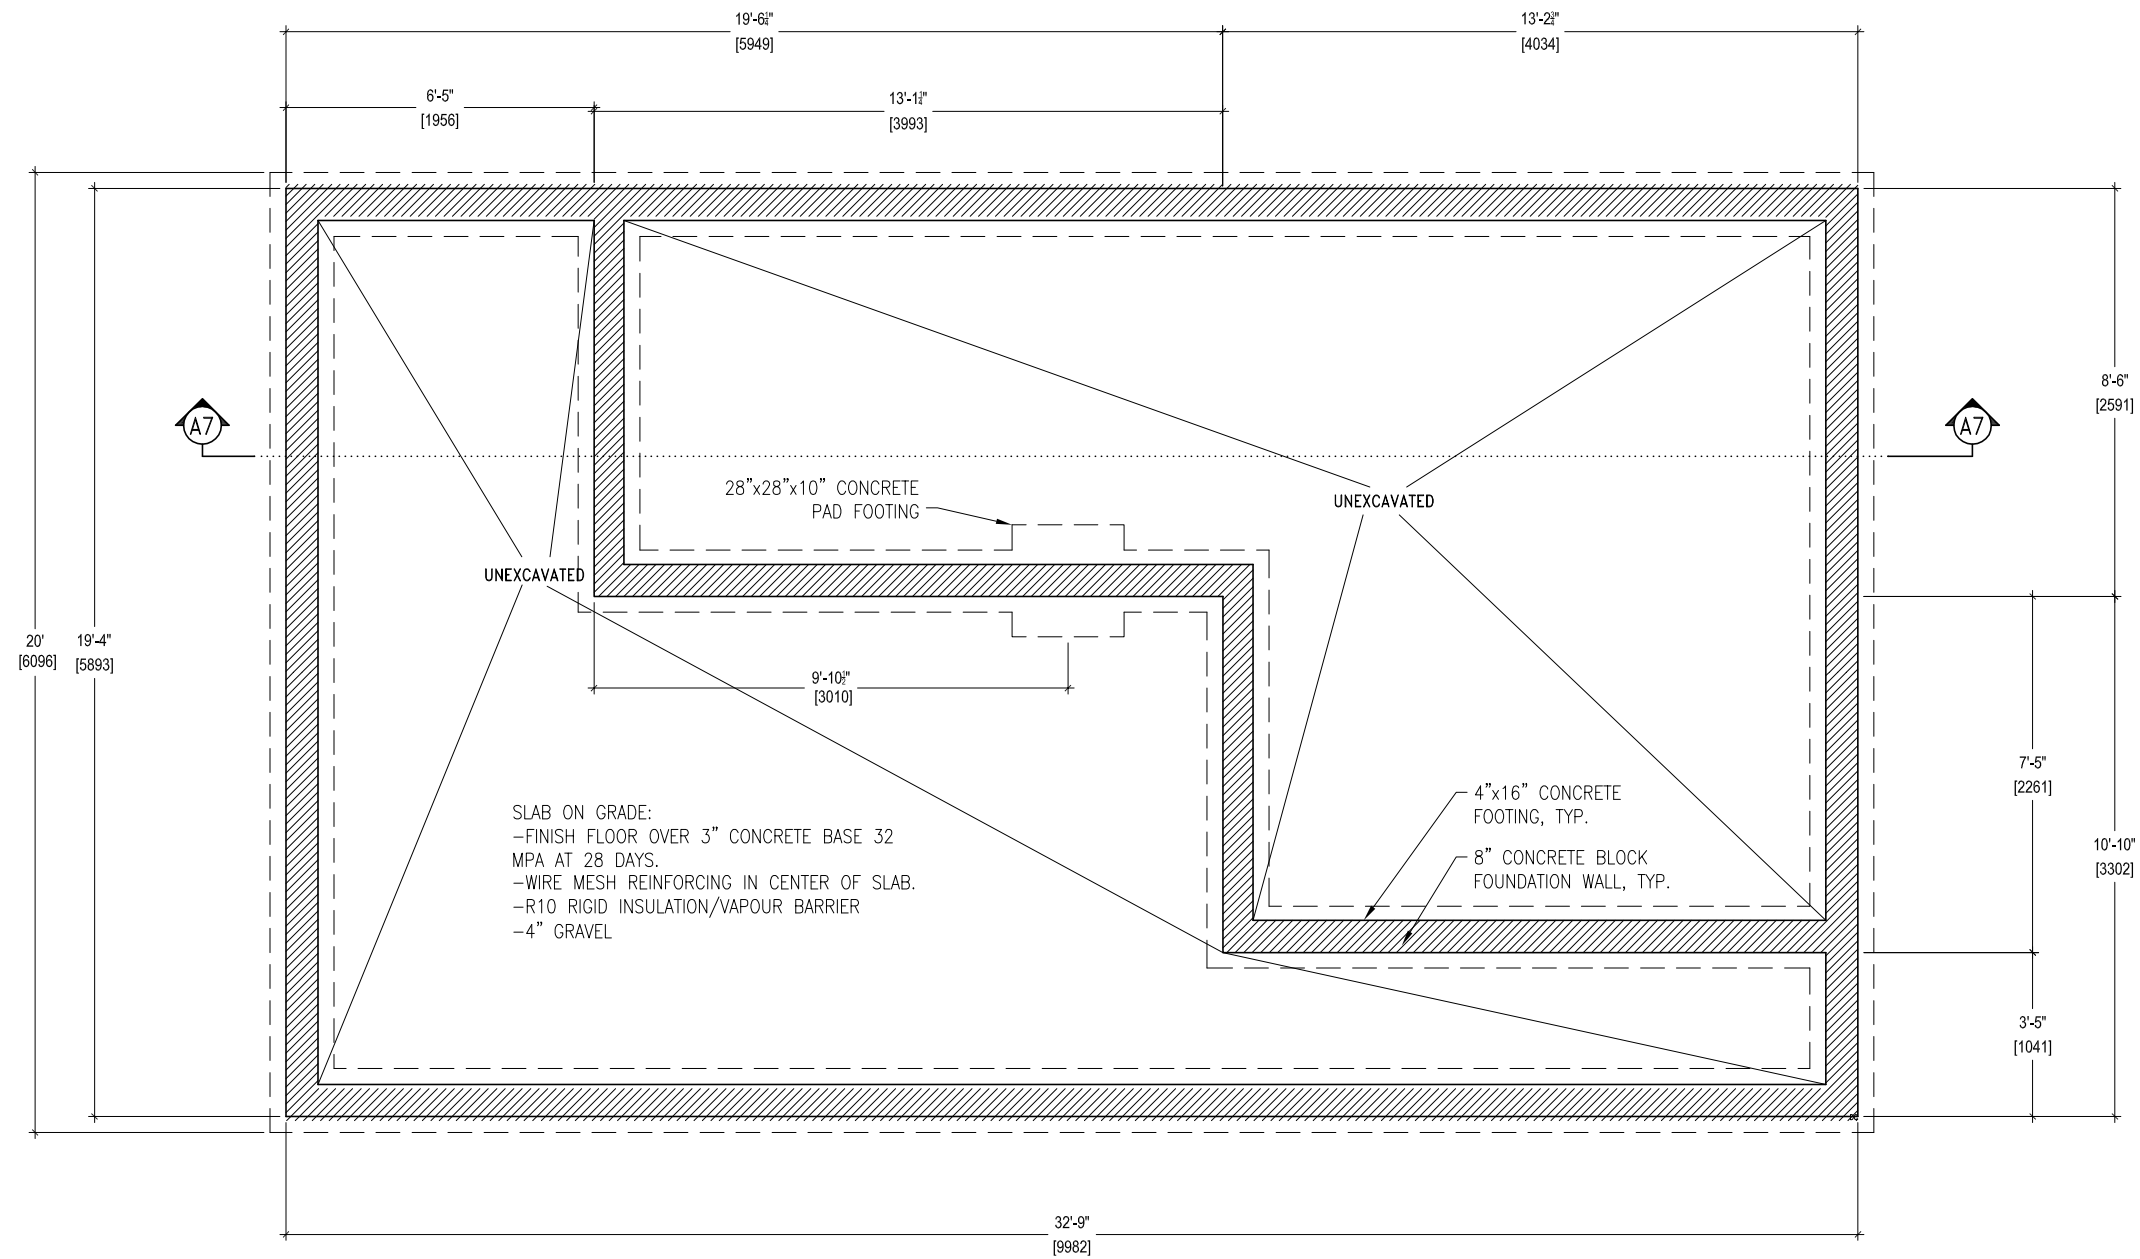 19'-6¼"
[5949]
13'-2¾"
[4034]
6'-5"
[1956]
13'-1¼"
[3993]
8'-6"
[2591]
A7
A7
28”x28”x10” CONCRETE
PAD FOOTING
UNEXCAVATED
UNEXCAVATED
20'
[6096]
19'-4"
[5893]
9'-10½"
[3010]
7'-5"
[2261]
4”x16” CONCRETE
FOOTING, TYP.
8” CONCRETE BLOCK
FOUNDATION WALL, TYP.
10'-10"
[3302]
SLAB ON GRADE:
-FINISH FLOOR OVER 3” CONCRETE BASE 32
MPA AT 28 DAYS.
-WIRE MESH REINFORCING IN CENTER OF SLAB.
-R10 RIGID INSULATION/VAPOUR BARRIER
-4” GRAVEL
3'-5"
[1041]
32'-9"
[9982]